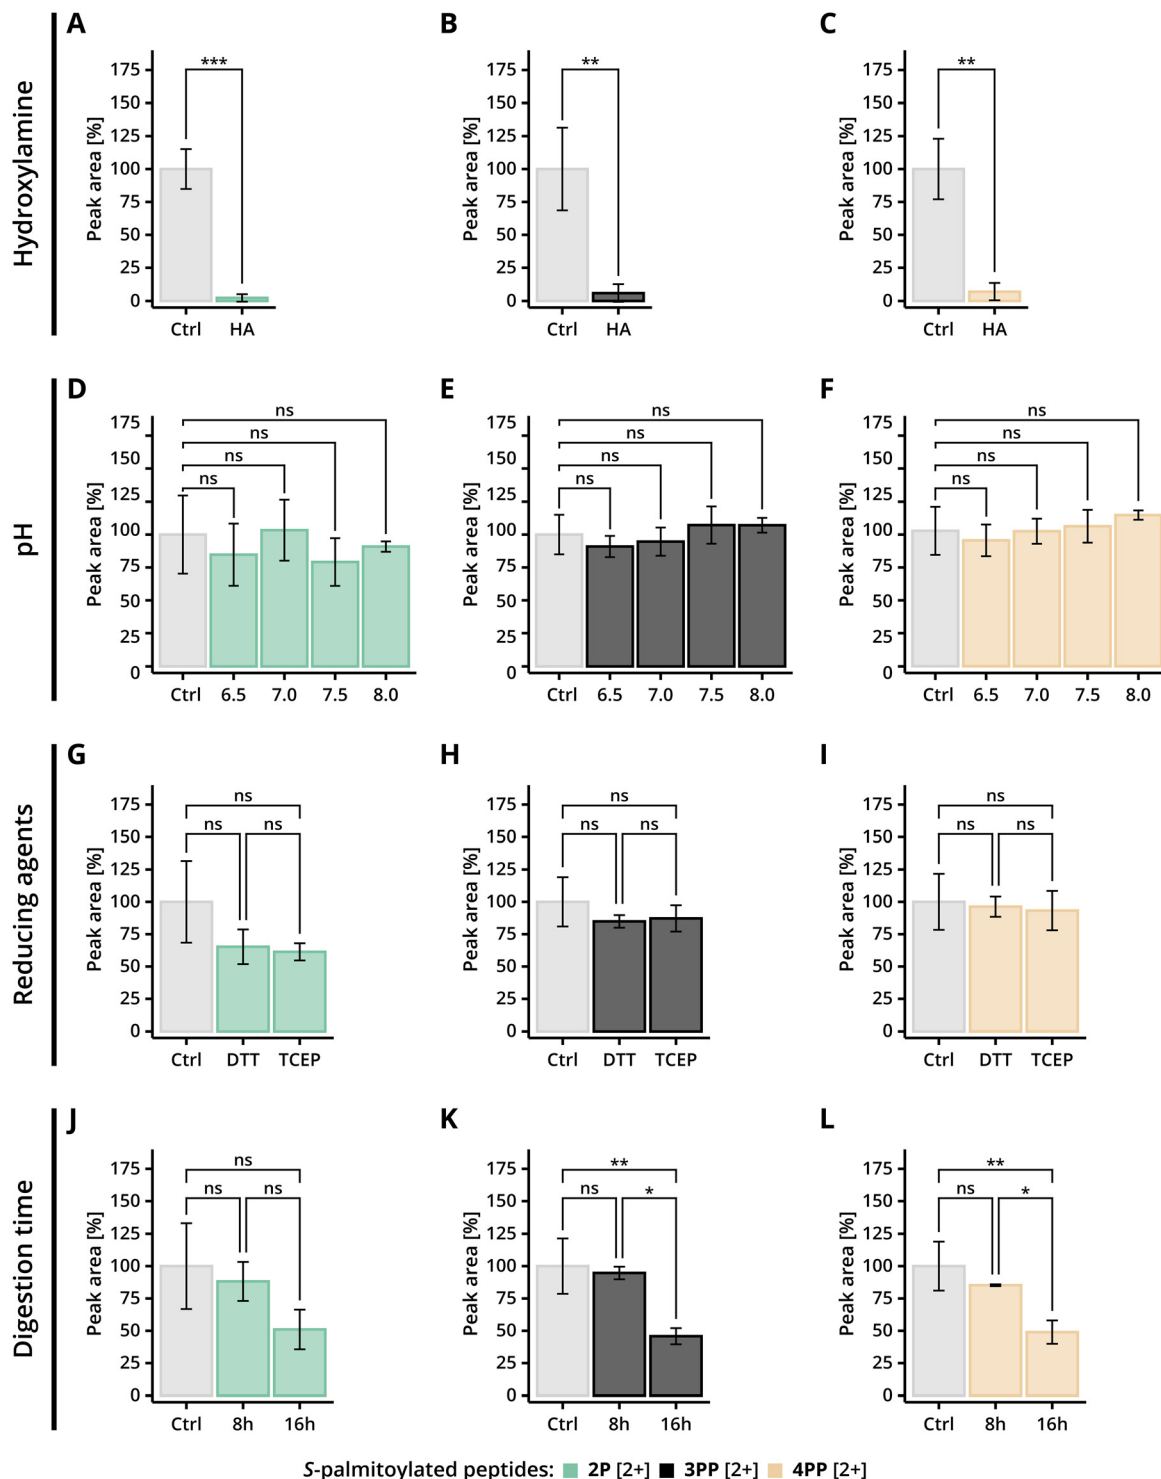 A
B
C
Hydroxylamine
Peak area [%]
175
150
125
100
75
50
25
0
***
Ctrl
HA
Peak area [%]
175
150
125
100
75
50
25
0
**
Ctrl
HA
Peak area [%]
175
150
125
100
75
50
25
0
**
Ctrl
HA
D
E
F
pH
Peak area [%]
175
150
125
100
75
50
25
0
ns
ns
ns
ns
Ctrl
6.5
7.0
7.5
8.0
Peak area [%]
175
150
125
100
75
50
25
0
ns
ns
ns
ns
Ctrl
6.5
7.0
7.5
8.0
Peak area [%]
175
150
125
100
75
50
25
0
ns
ns
ns
ns
Ctrl
6.5
7.0
7.5
8.0
G
H
I
Reducing agents
Peak area [%]
175
150
125
100
75
50
25
0
ns
ns
ns
Ctrl
DTT
TCEP
Peak area [%]
175
150
125
100
75
50
25
0
ns
ns
ns
Ctrl
DTT
TCEP
Peak area [%]
175
150
125
100
75
50
25
0
ns
ns
ns
Ctrl
DTT
TCEP
J
K
L
Digestion time
Peak area [%]
175
150
125
100
75
50
25
0
ns
ns
ns
Ctrl
8h
16h
Peak area [%]
175
150
125
100
75
50
25
0
**
ns
*
Ctrl
8h
16h
Peak area [%]
175
150
125
100
75
50
25
0
**
ns
*
Ctrl
8h
16h
S-palmitoylated peptides: 2P [2+] 3PP [2+] 4PP [2+]